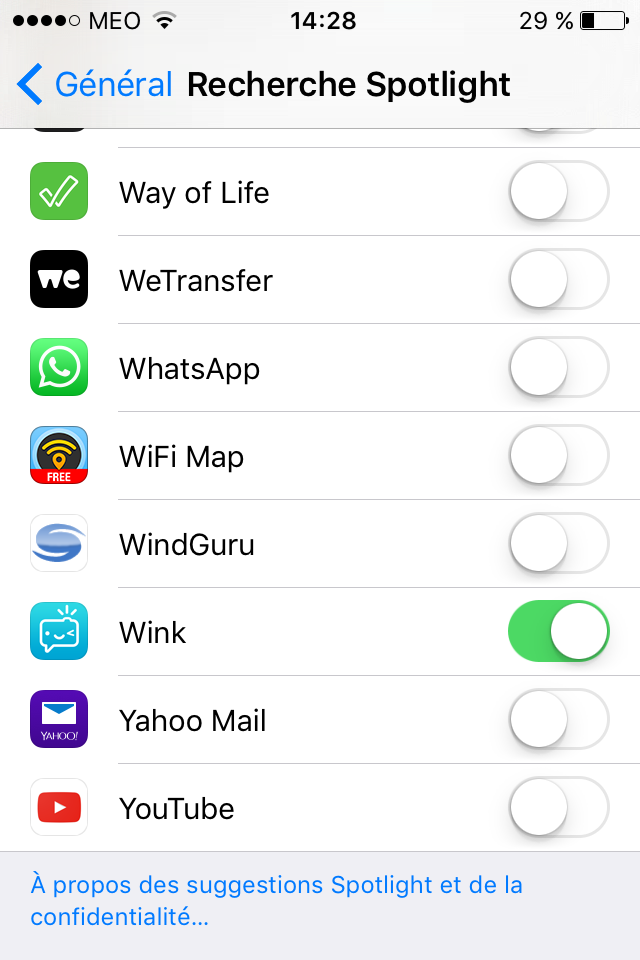 MEO 14:28 29 %
Général Recherche Spotlight
Way of Life
we WeTransfer
WhatsApp
WiFi Map
FREE
WindGuru
Wink
Yahoo Mail
YAHOO!
YouTube
À propos des suggestions Spotlight et de la
confidentialité...